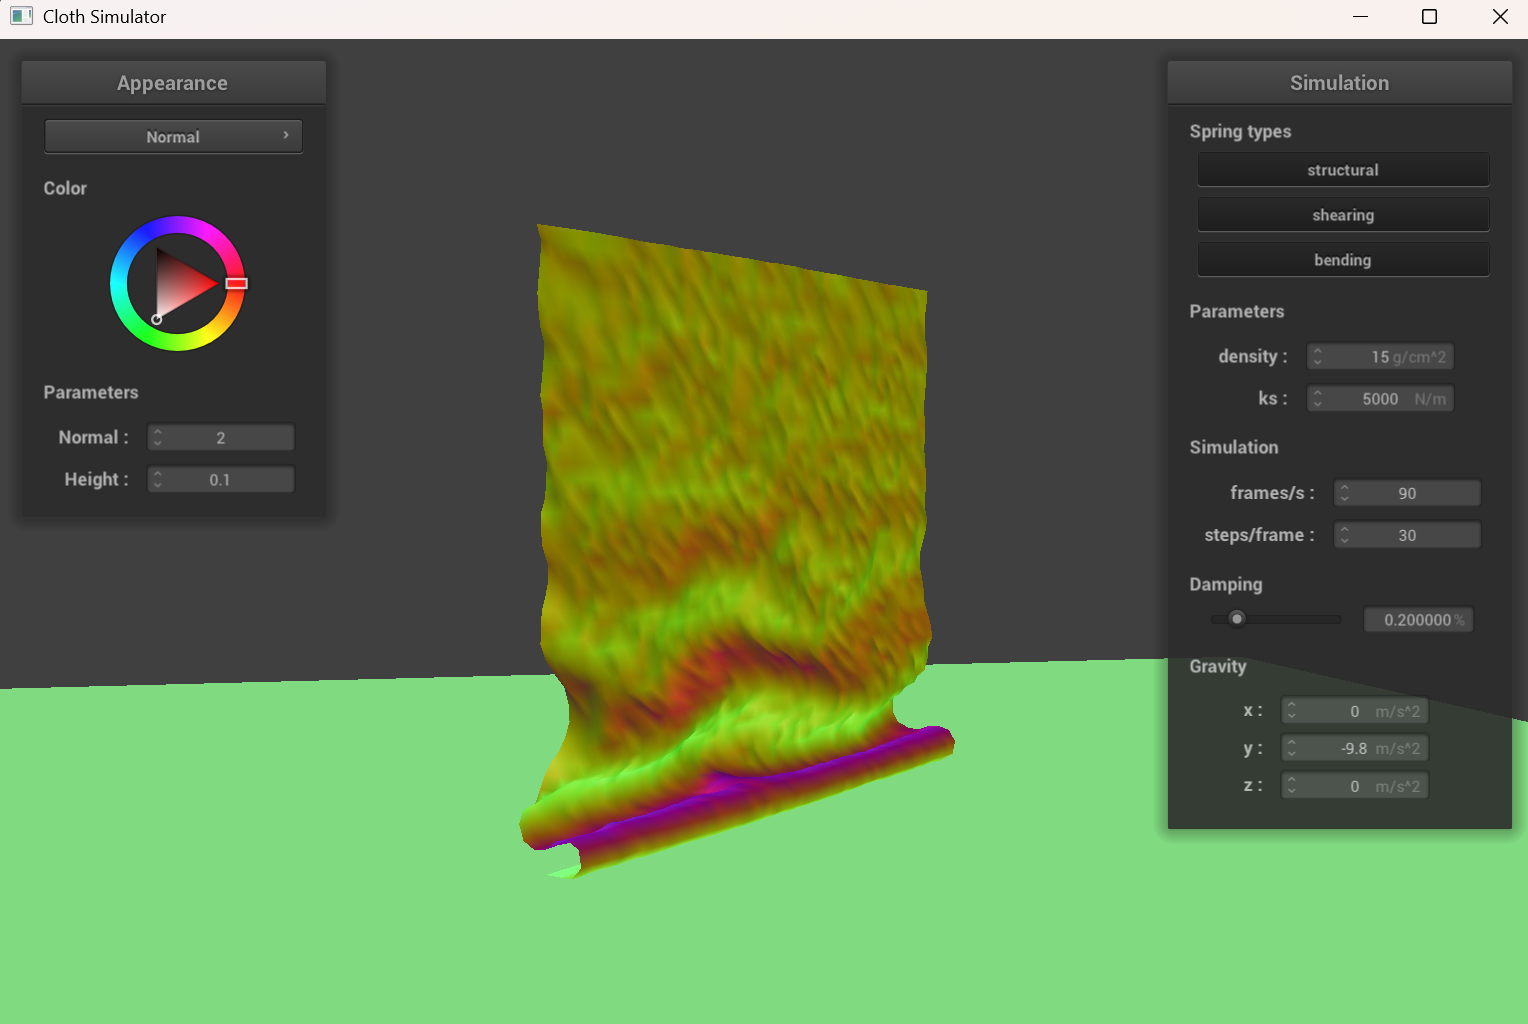 Cloth Simulator
Appearance
Normal
Color
Parameters
Normal : 2
Height : 0.1
Simulation
Spring types
structural
shearing
bending
Parameters
density : 15 g/cm^2
ks : 5000 N/m
Simulation
frames/s : 90
steps/frame : 30
Damping
0.200000 %
Gravity
x : 0 m/s^2
y : -9.8 m/s^2
z : 0 m/s^2